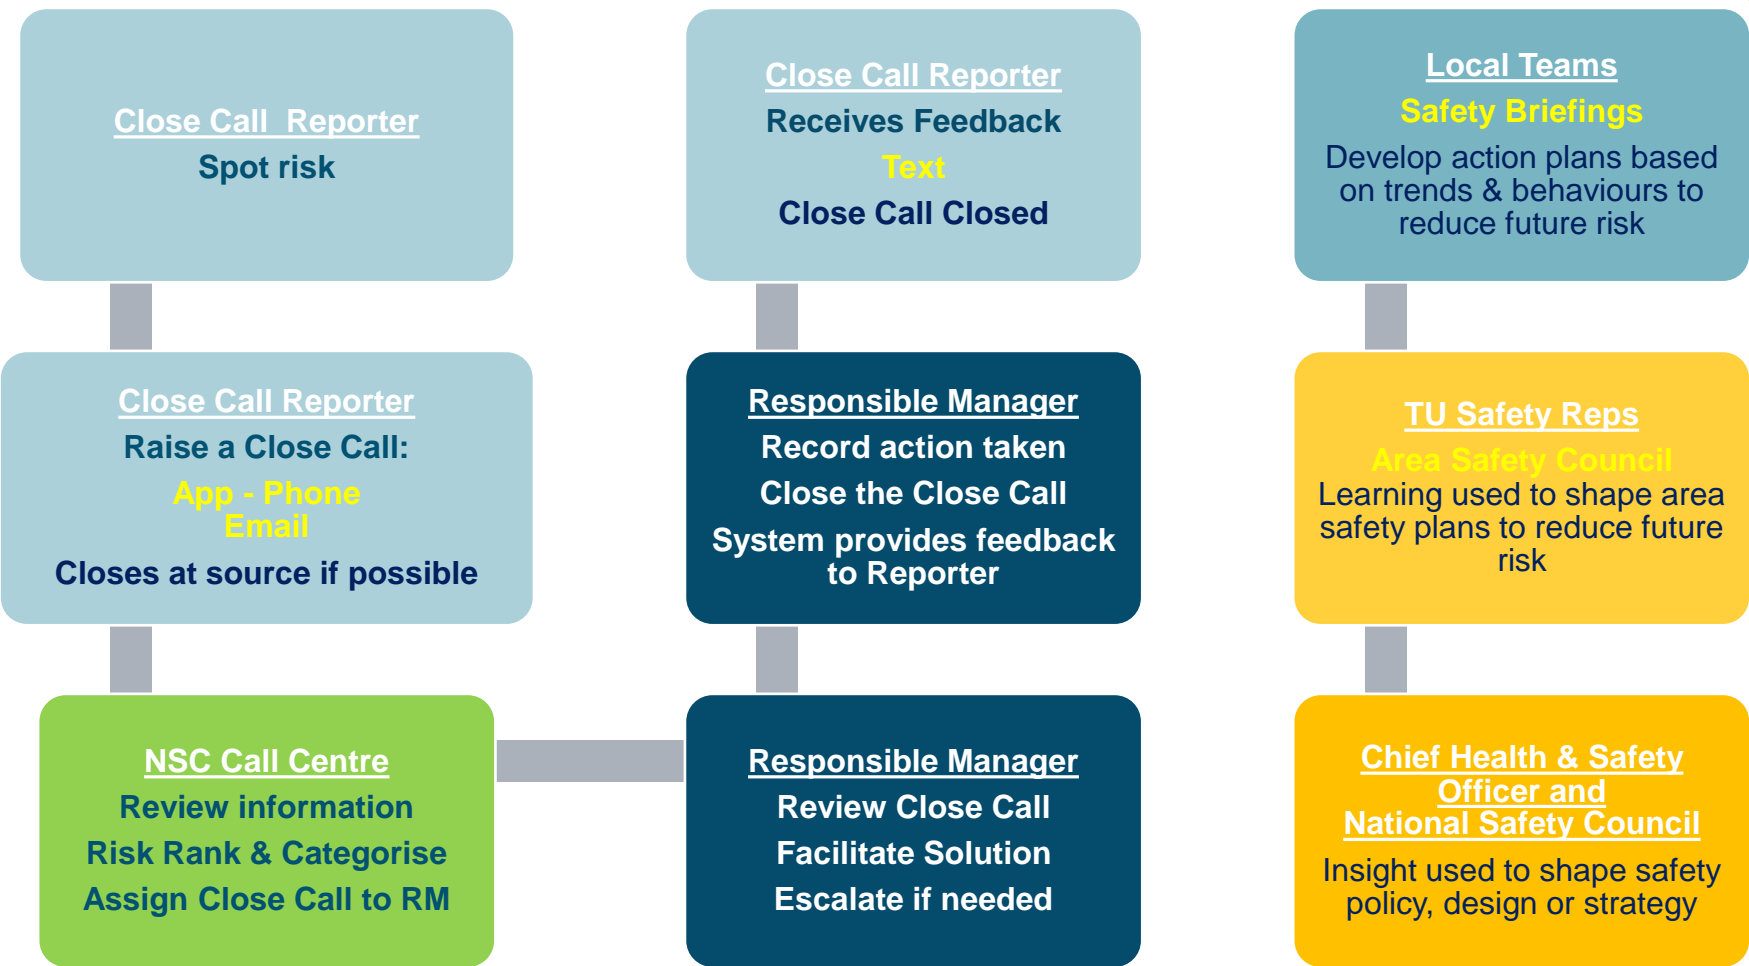 Close Call  Reporter
Spot risk
Close Call Reporter
Raise a Close Call:
App - Phone
Email
Closes at source if possible
NSC Call Centre
Review information
Risk Rank & Categorise
Assign Close Call to RM
Responsible Manager
Review Close Call
Facilitate Solution
Escalate if needed
Responsible Manager
Record action taken
Close the Close Call
System provides feedback
to Reporter
Close Call Reporter
Receives Feedback
Text
Close Call Closed
Local Teams
Safety Briefings
Develop action plans based
on trends & behaviours to
reduce future risk
TU Safety Reps
Area Safety Council
Learning used to shape area
safety plans to reduce future
risk
Chief Health & Safety
Officer and
National Safety Council
Insight used to shape safety
policy, design or strategy